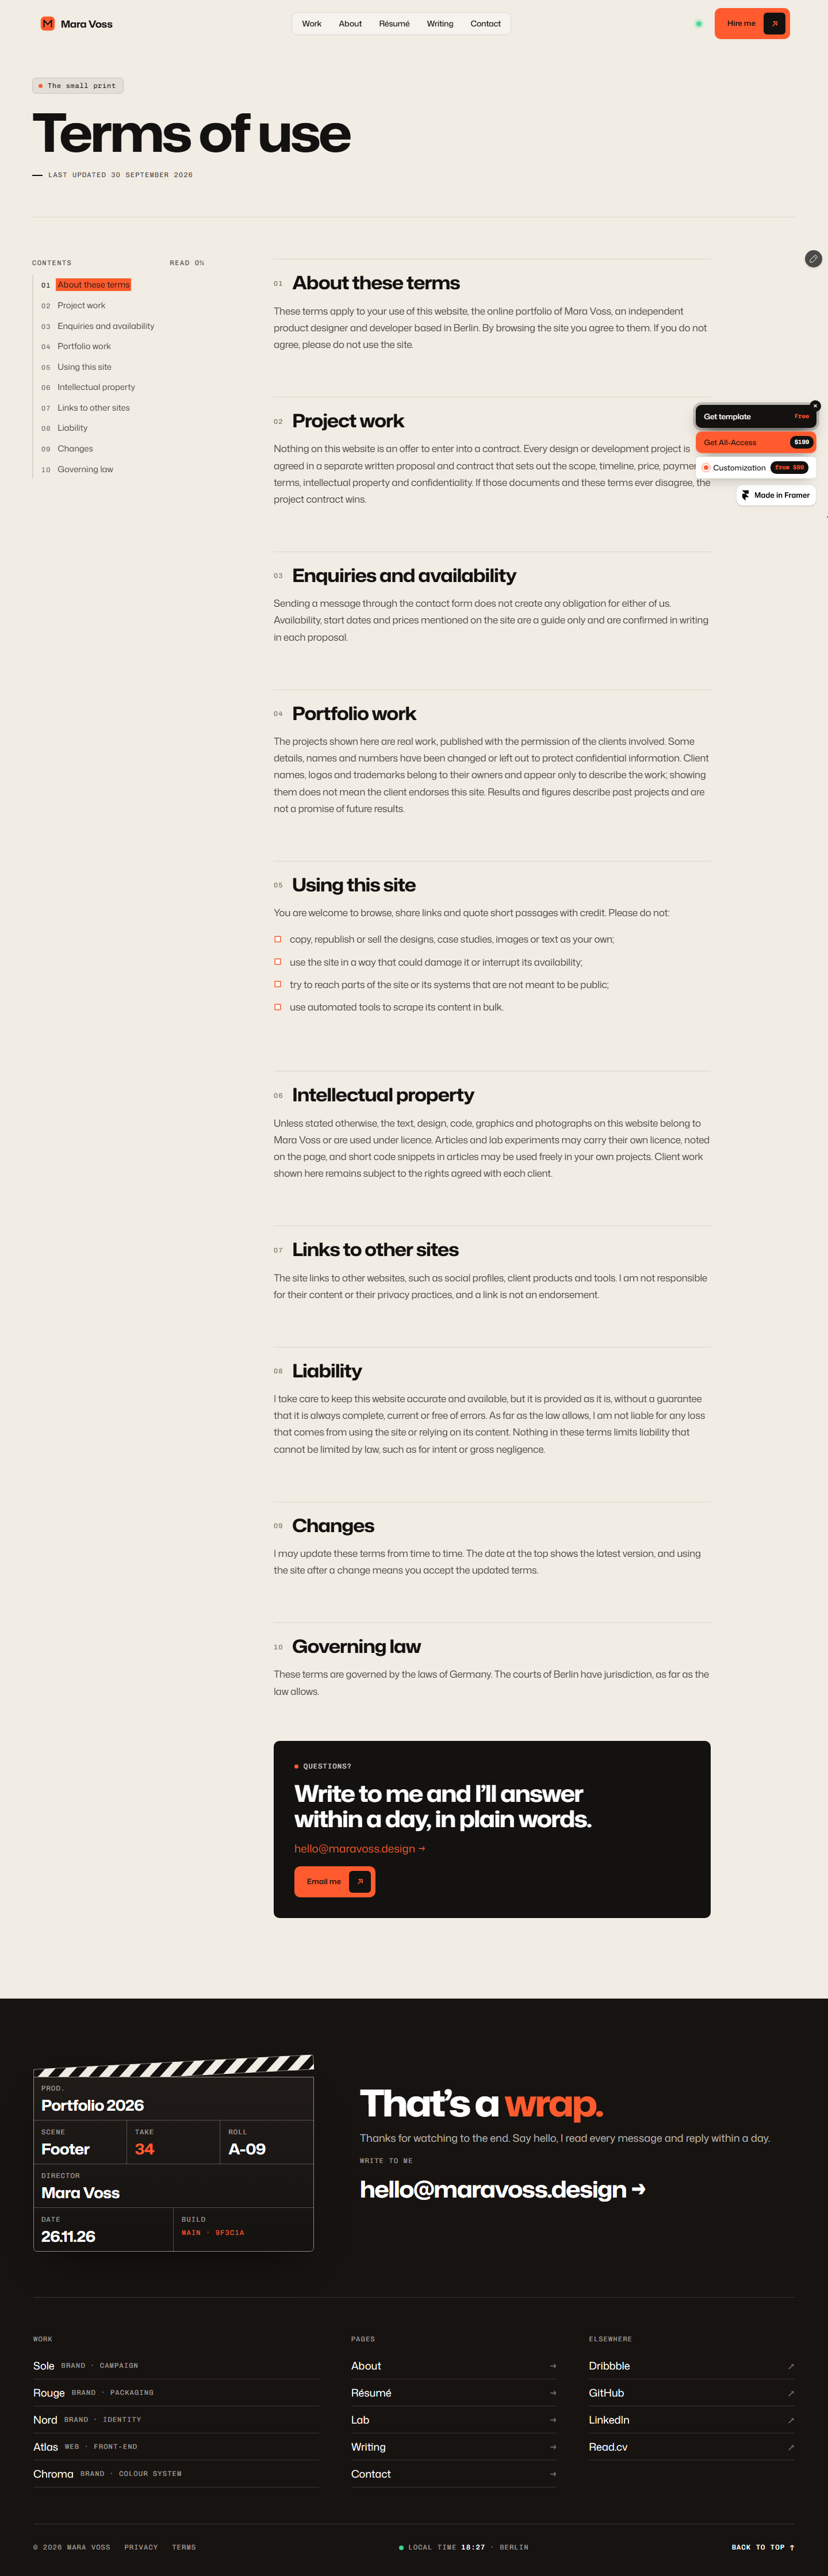 Mara Voss
Work About Résumé Writing Contact
Hire me
The small print
Terms of use
LAST UPDATED 30 SEPTEMBER 2026
CONTENTS READ 0%
01 About these terms
02 Project work
03 Enquiries and availability
04 Portfolio work
05 Using this site
06 Intellectual property
07 Links to other sites
08 Liability
09 Changes
10 Governing law
01 About these terms
These terms apply to your use of this website, the online portfolio of Mara Voss, an independent
product designer and developer based in Berlin. By browsing the site you agree to them. If you do not
agree, please do not use the site.
02 Project work
Nothing on this website is an offer to enter into a contract. Every design or development project is
agreed in a separate written proposal and contract that sets out the scope, timeline, price, paymen
terms, intellectual property and confidentiality. If those documents and these terms ever disagree, the
project contract wins.
Get template Free
Get All-Access $199
Customization from $99
Made in Framer
03 Enquiries and availability
Sending a message through the contact form does not create any obligation for either of us.
Availability, start dates and prices mentioned on the site are a guide only and are confirmed in writing
in each proposal.
04 Portfolio work
The projects shown here are real work, published with the permission of the clients involved. Some
details, names and numbers have been changed or left out to protect confidential information. Client
names, logos and trademarks belong to their owners and appear only to describe the work; showing
them does not mean the client endorses this site. Results and figures describe past projects and are
not a promise of future results.
05 Using this site
You are welcome to browse, share links and quote short passages with credit. Please do not:
copy, republish or sell the designs, case studies, images or text as your own;
use the site in a way that could damage it or interrupt its availability;
try to reach parts of the site or its systems that are not meant to be public;
use automated tools to scrape its content in bulk.
06 Intellectual property
Unless stated otherwise, the text, design, code, graphics and photographs on this website belong to
Mara Voss or are used under licence. Articles and lab experiments may carry their own licence, noted
on the page, and short code snippets in articles may be used freely in your own projects. Client work
shown here remains subject to the rights agreed with each client.
07 Links to other sites
The site links to other websites, such as social profiles, client products and tools. I am not responsible
for their content or their privacy practices, and a link is not an endorsement.
08 Liability
I take care to keep this website accurate and available, but it is provided as it is, without a guarantee
that it is always complete, current or free of errors. As far as the law allows, I am not liable for any loss
that comes from using the site or relying on its content. Nothing in these terms limits liability that
cannot be limited by law, such as for intent or gross negligence.
09 Changes
I may update these terms from time to time. The date at the top shows the latest version, and using
the site after a change means you accept the updated terms.
10 Governing law
These terms are governed by the laws of Germany. The courts of Berlin have jurisdiction, as far as the
law allows.
QUESTIONS?
Write to me and I’ll answer
within a day, in plain words.
hello@maravoss.design →
Email me
PROD.
Portfolio 2026
SCENE TAKE ROLL
Footer 34 A-09
DIRECTOR
Mara Voss
DATE BUILD
26.11.26 MAIN · 9F3C1A
That’s a wrap.
Thanks for watching to the end. Say hello, I read every message and reply within a day.
WRITE TO ME
hello@maravoss.design →
WORK
Sole BRAND · CAMPAIGN
Rouge BRAND · PACKAGING
Nord BRAND · IDENTITY
Atlas WEB · FRONT-END
Chroma BRAND · COLOUR SYSTEM
PAGES
About →
Résumé →
Lab →
Writing →
Contact →
ELSEWHERE
Dribbble ↗
GitHub ↗
LinkedIn ↗
Read.cv ↗
© 2026 MARA VOSS PRIVACY TERMS
LOCAL TIME 18:27 · BERLIN
BACK TO TOP ↑